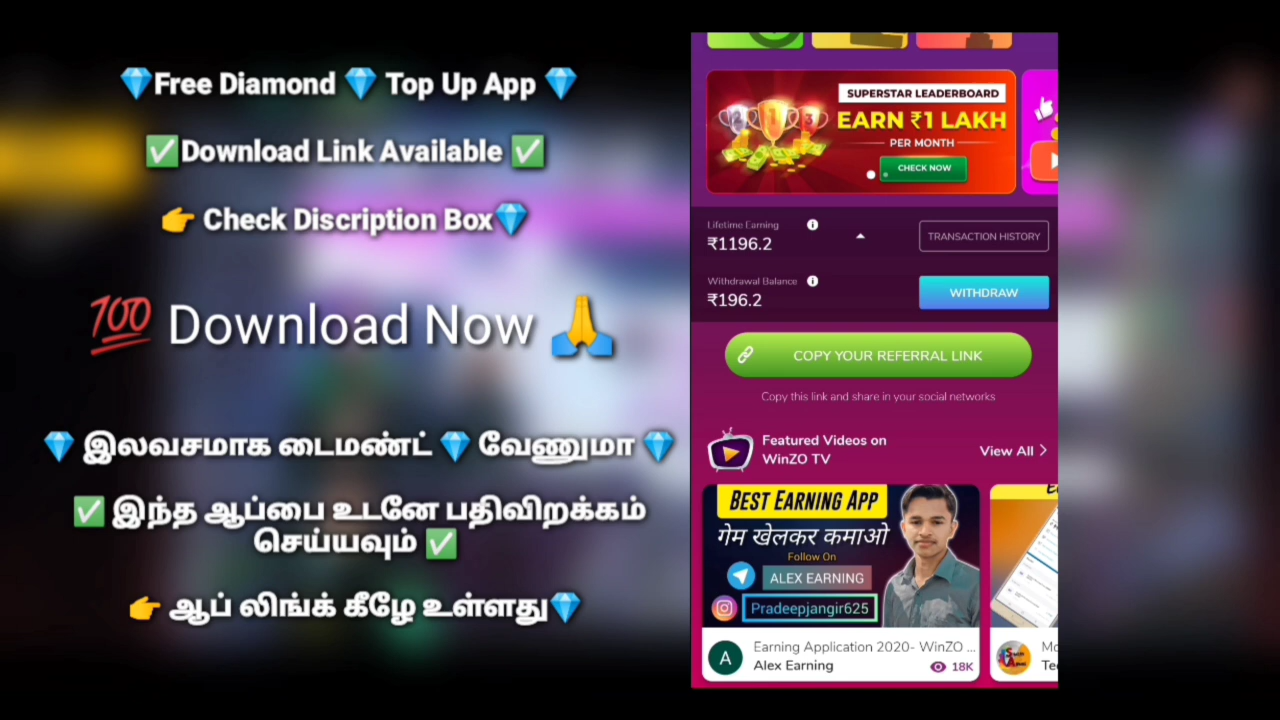 💎Free Diamond 💎 Top Up App 💎
✅Download Link Available ✅
👉 Check Discription Box💎
💯 Download Now 🙏
💎 இலவசமாக டைமண்ட் 💎 வேணுமா 💎
✅ இந்த ஆப்பை உடனே பதிவிறக்கம்
செய்யவும் ✅
👉 ஆப் லிங்க் கீழே உள்ளது💎
SUPERSTAR LEADERBOARD
EARN ₹1 LAKH
PER MONTH
CHECK NOW
Lifetime Earning
₹1196.2
TRANSACTION HISTORY
Withdrawal Balance
₹196.2
WITHDRAW
COPY YOUR REFERRAL LINK
Copy this link and share in your social networks
Featured Videos on
WinZO TV
View All
BEST EARNING APP
गेम खेलकर कमाओ
Follow On
ALEX EARNING
Pradeepjangir625
A
Earning Application 2020- WinZO ...
Alex Earning
18K